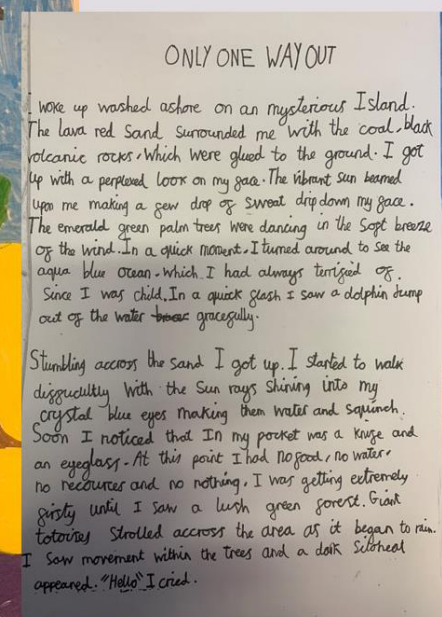 ONLY ONE WAY OUT
I woke up washed ashore on an mysterious Island.
The lava red sand surrounded me with the coal, black
volcanic rocks, which were glued to the ground. I got
up with a perplexed look on my face. The vibrant sun beamed
upon me making a few drop of sweat drip down my face.
The emerald green palm trees were dancing in the soft breeze
of the wind. In a quick moment. I turned around to see the
aqua blue ocean. which I had always terrified of.
Since I was child. In a quick flash I saw a dolphin Jump
out of the water gracefully.
Stumbling accross the sand I got up. I started to walk
difficultly with the sun rays shining into my
crystal blue eyes making them water and squinch.
Soon I noticed that In my pocket was a knife and
an eyeglass. At this point I had no food, no water,
no recources and no nothing. I was getting extremely
firsty until I saw a lush green forest. Giant
totoires strolled accross the area as it began to rain.
I saw movement within the trees and a dark
appeared. "Hello" I cried.